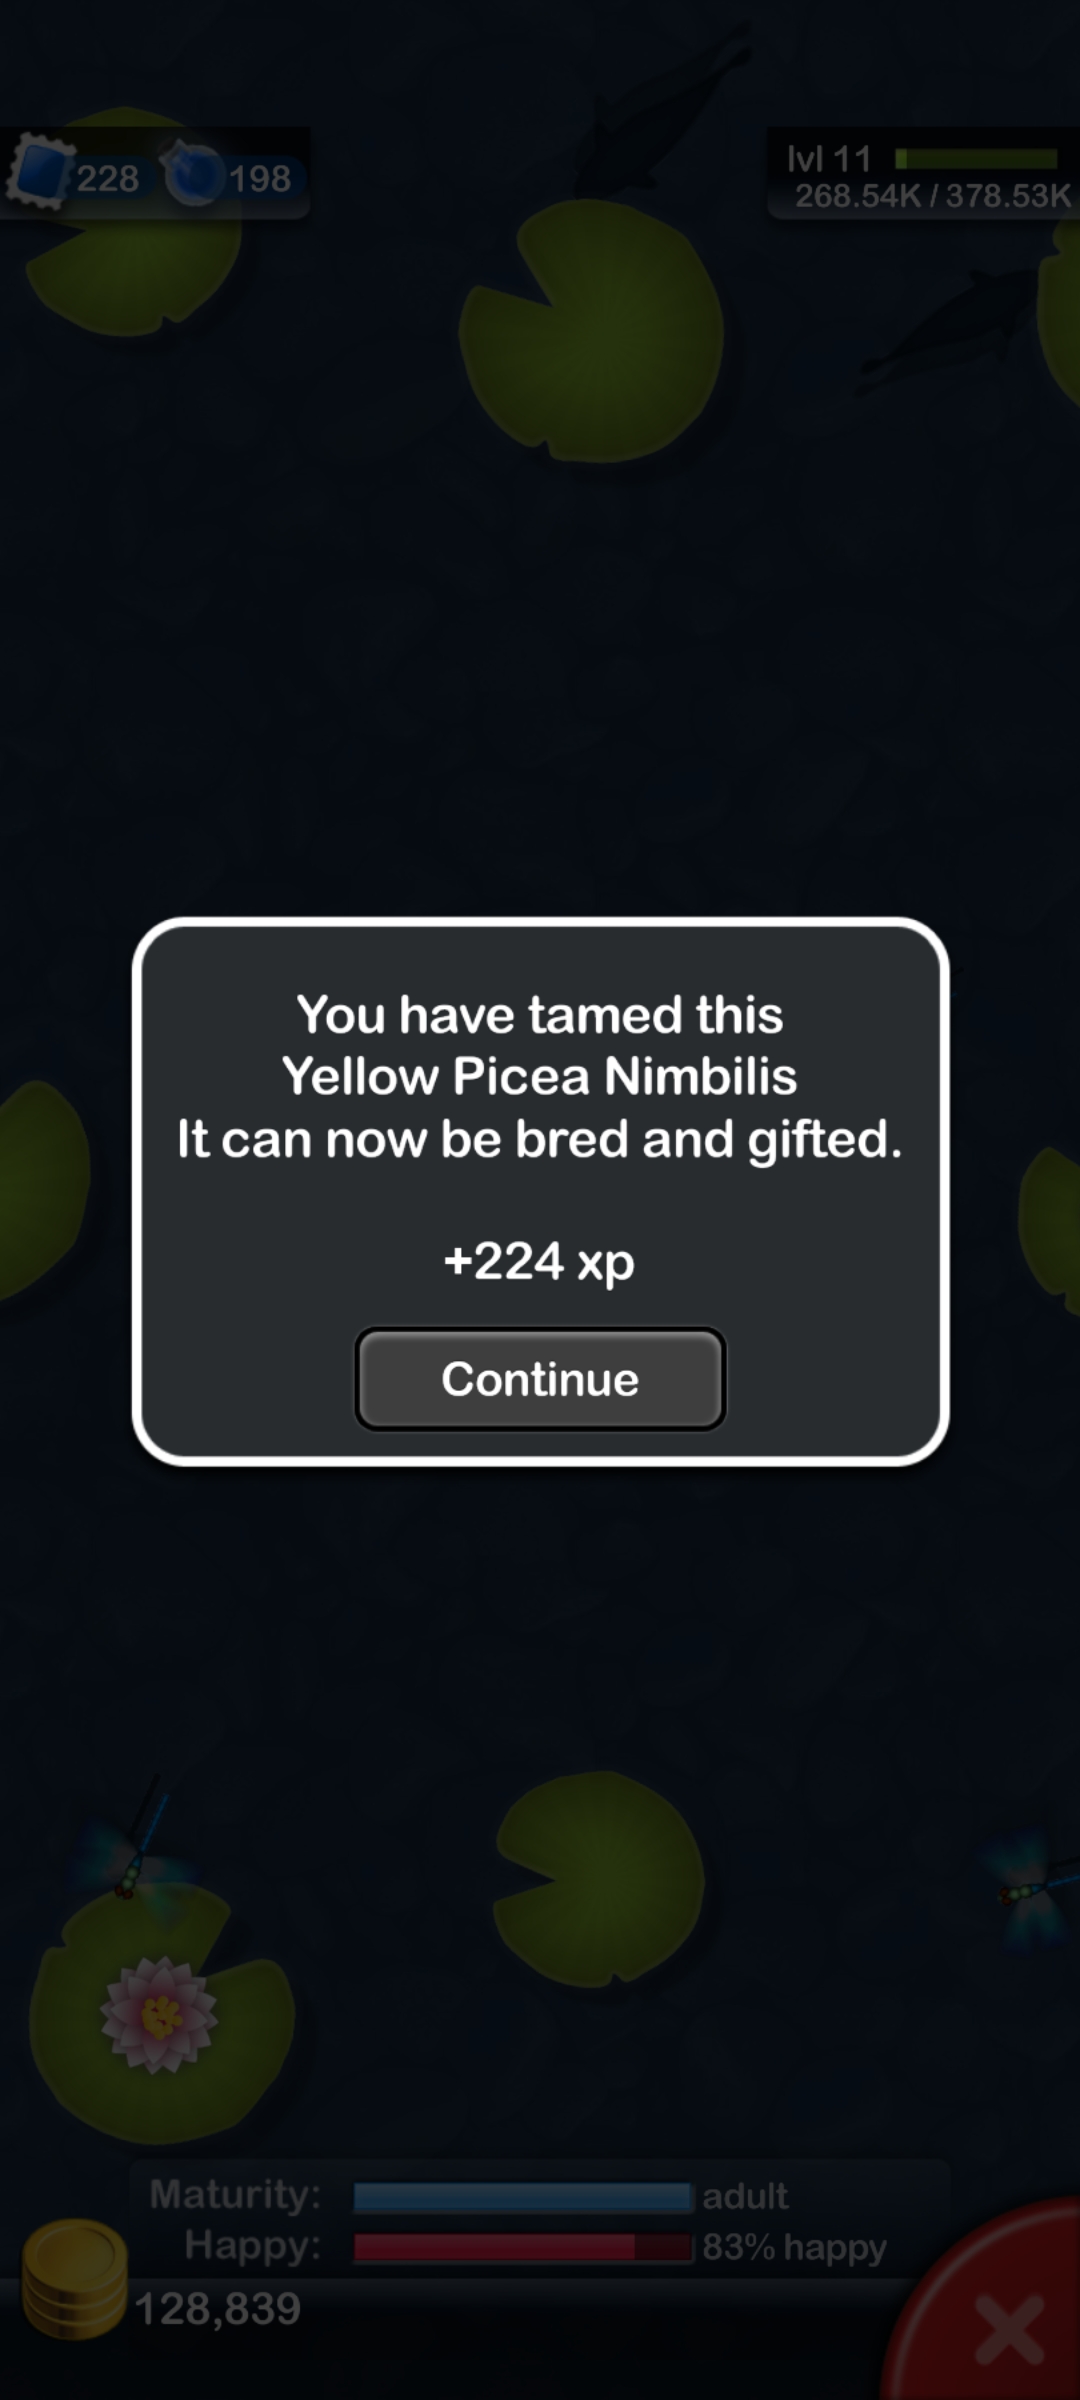 228 198
lvl 11
268.54K / 378.53K
You have tamed this
Yellow Picea Nimbilis
It can now be bred and gifted.
+224 xp
Continue
Maturity: adult
Happy: 83% happy
128,839